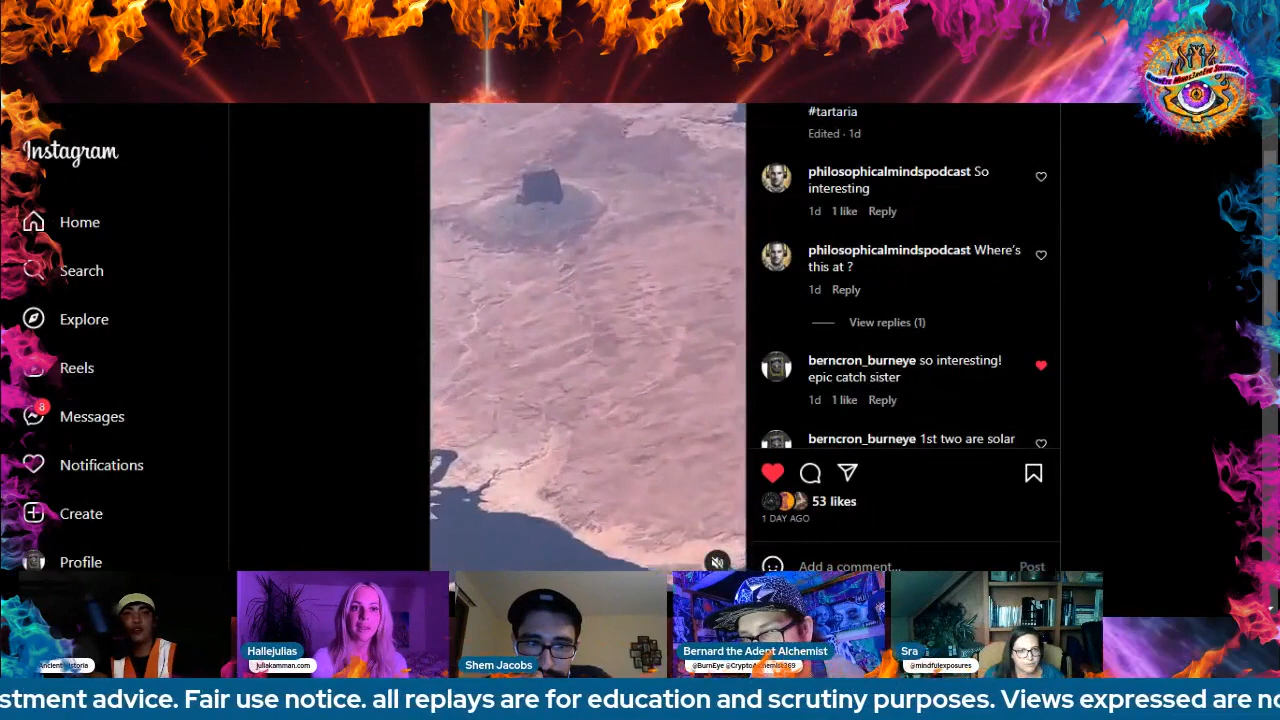 Instagram
Home
Search
Explore
Reels
8
Messages
Notifications
Create
Profile
#tartaria
Edited · 1d
philosophicalmindspodcast So
interesting
1d 1 like Reply
philosophicalmindspodcast Where's
this at ?
1d Reply
View replies (1)
berncron_burneye so interesting!
epic catch sister
1d 1 like Reply
berncron_burneye 1st two are solar
53 likes
1 DAY AGO
Add a comment...
Post
Hallejulias
juliakamman.com
Shem Jacobs
Bernard the Adept Alchemist
Sra
@mindfulexposures
stment advice. Fair use notice. all replays are for education and scrutiny purposes. Views expressed are no